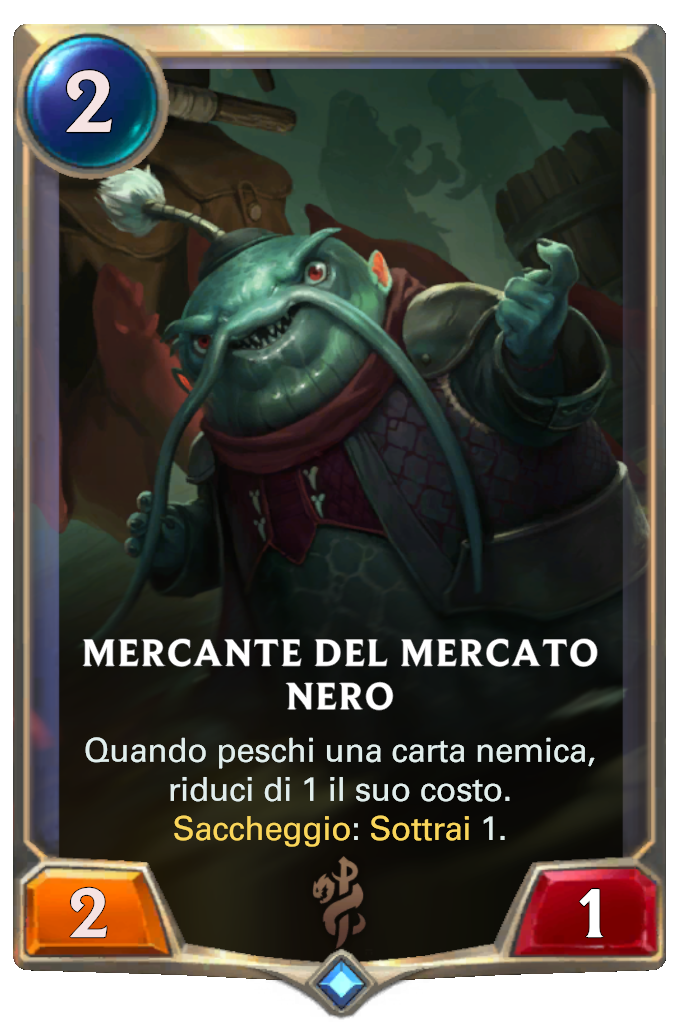 2
MERCANTE DEL MERCATO
NERO
Quando peschi una carta nemica,
riduci di 1 il suo costo.
Saccheggio: Sottrai 1.
2
1